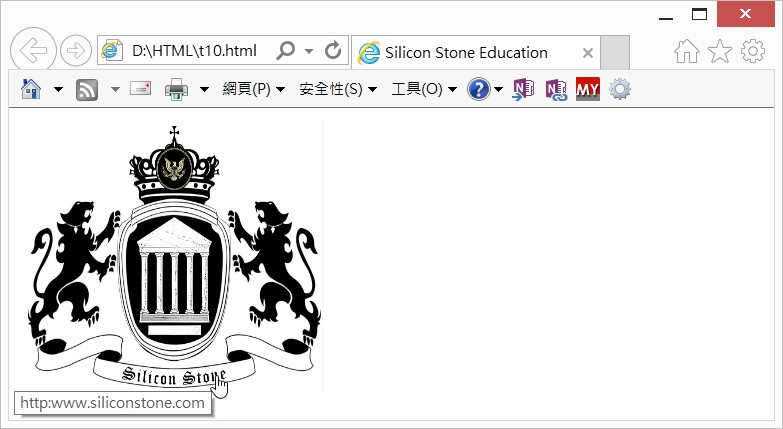 D:\HTML\t10.html
Silicon Stone Education
網頁(P) 安全性(S) 工具(O) ? N N MY
Silicon Stone
http:www.siliconstone.com